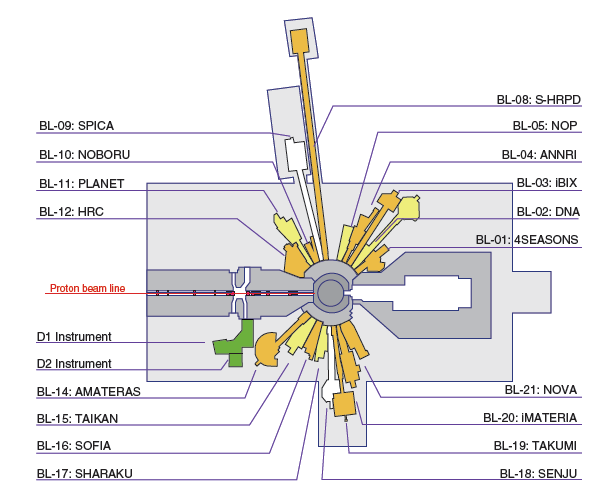 BL-08: S-HRPD
BL-09: SPICA
BL-05: NOP
BL-10: NOBORU
BL-04: ANNRI
BL-11: PLANET
BL-03: iBIX
BL-12: HRC
BL-02: DNA
BL-01: 4SEASONS
Proton beam line
D1 Instrument
D2 Instrument
BL-14: AMATERAS
BL-21: NOVA
BL-15: TAIKAN
BL-20: iMATERIA
BL-16: SOFIA
BL-19: TAKUMI
BL-17: SHARAKU
BL-18: SENJU